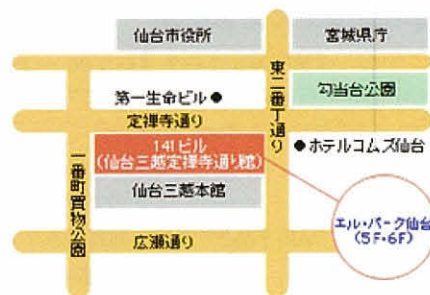 仙台市役所
宮城県庁
東二番丁通り
勾当台公園
第一生命ビル
定禅寺通り
141ビル
(仙台三越定禅寺通り館)
ホテルコムズ仙台
一番町買物公園
仙台三越本館
エル・パーク仙台
(5F・6F)
広瀬通り